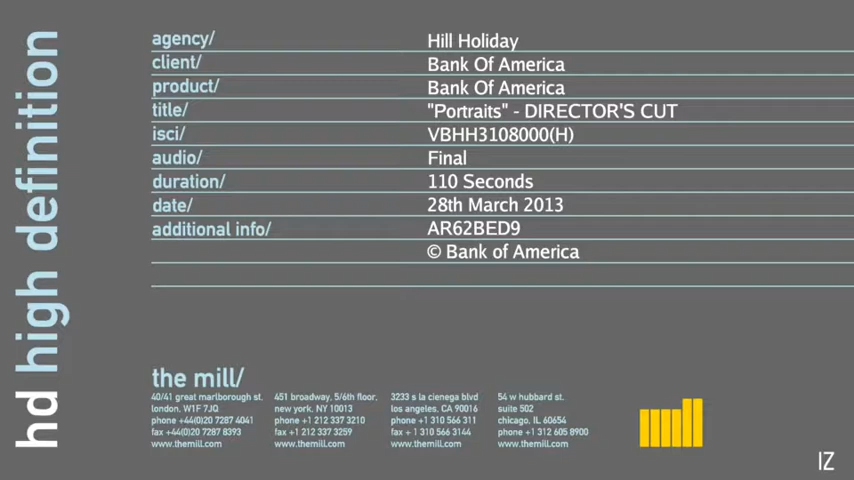 hd high definition
agency/ Hill Holiday
client/ Bank Of America
product/ Bank Of America
title/ "Portraits" - DIRECTOR'S CUT
isci/ VBHH3108000(H)
audio/ Final
duration/ 110 Seconds
date/ 28th March 2013
additional info/ AR62BED9
© Bank of America
the mill/
40/41 great marlborough st.
london, W1F 7JQ
phone +44(0)20 7287 4041
fax +44(0)20 7287 8393
www.themill.com
451 broadway, 5/6th floor,
new york, NY 10013
phone +1 212 337 3210
fax +1 212 337 3259
www.themill.com
3233 s la cienega blvd
los angeles, CA 90016
phone +1 310 566 311
fax + 1 310 566 3144
www.themill.com
54 w hubbard st.
suite 502
chicago, IL 60654
phone +1 312 605 8900
www.themill.com
IZ